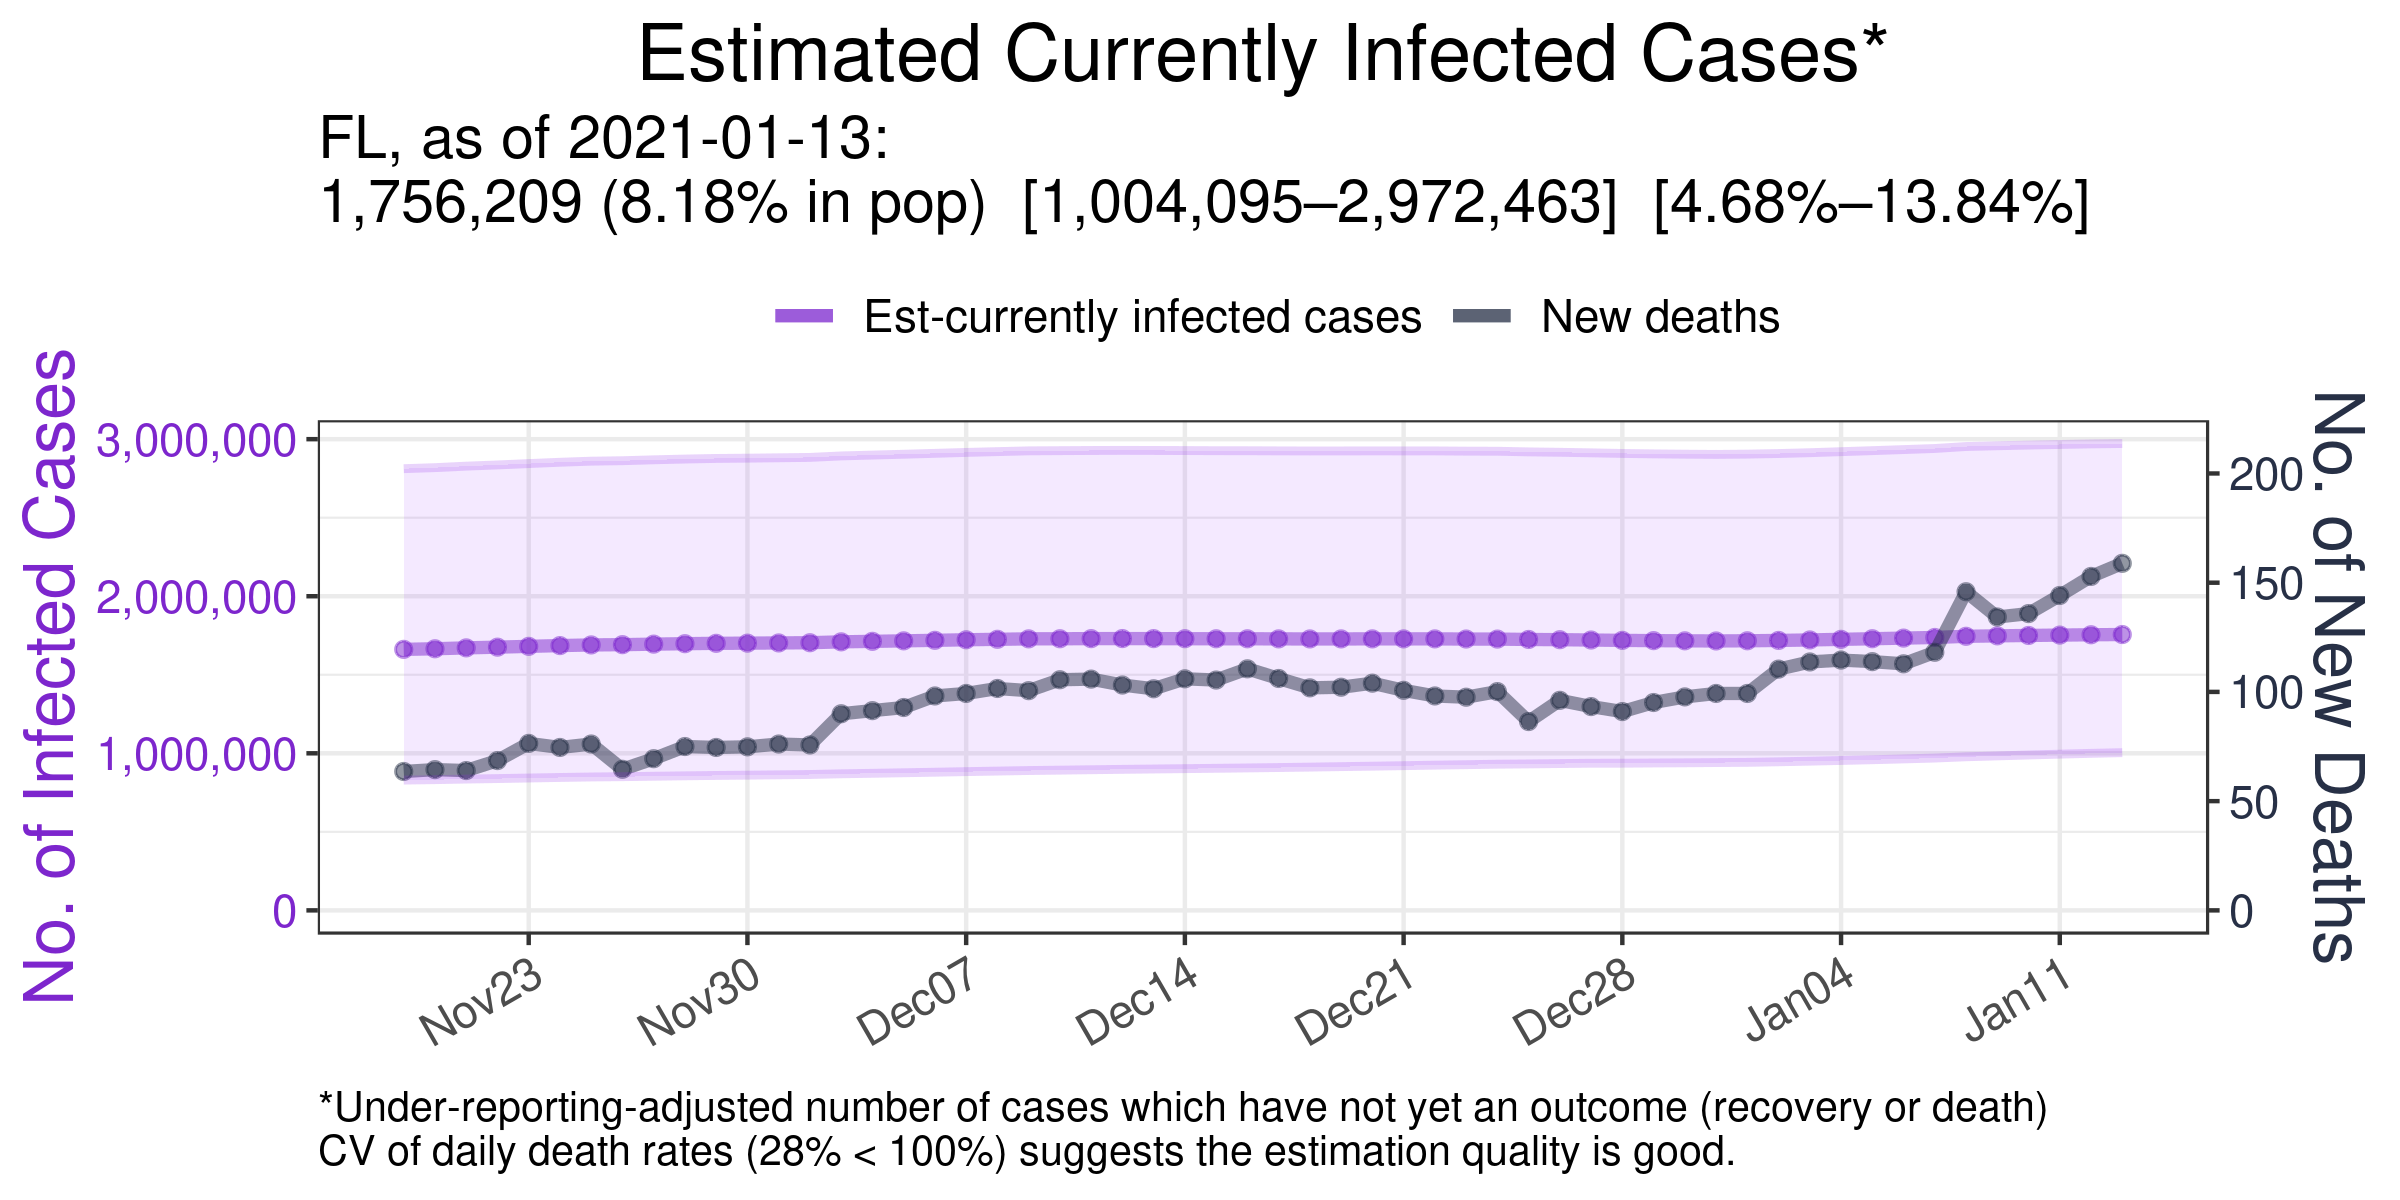 Estimated Currently Infected Cases*
FL, as of 2021-01-13:
1,756,209 (8.18% in pop) [1,004,095–2,972,463] [4.68%–13.84%]
Est-currently infected cases
New deaths
No. of Infected Cases
3,000,000
2,000,000
1,000,000
0
No. of New Deaths
200
150
100
50
0
Nov23
Nov30
Dec07
Dec14
Dec21
Dec28
Jan04
Jan11
*Under-reporting-adjusted number of cases which have not yet an outcome (recovery or death)
CV of daily death rates (28% < 100%) suggests the estimation quality is good.